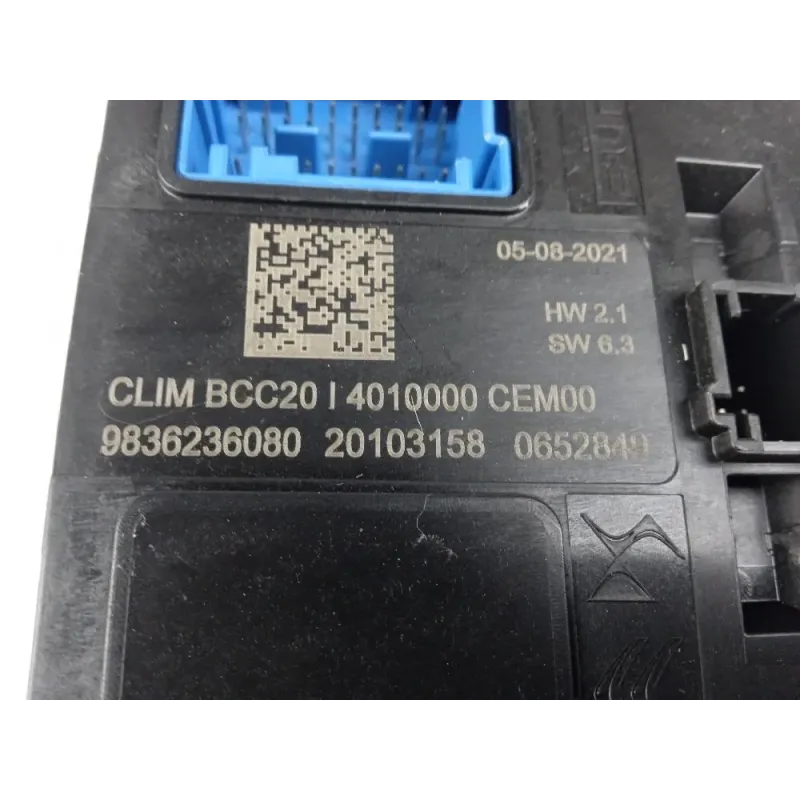 05-08-2021
HW 2.1
SW 6.3
CLIM BCC20 I 4010000 CEM00
9836236080 20103158 0652849